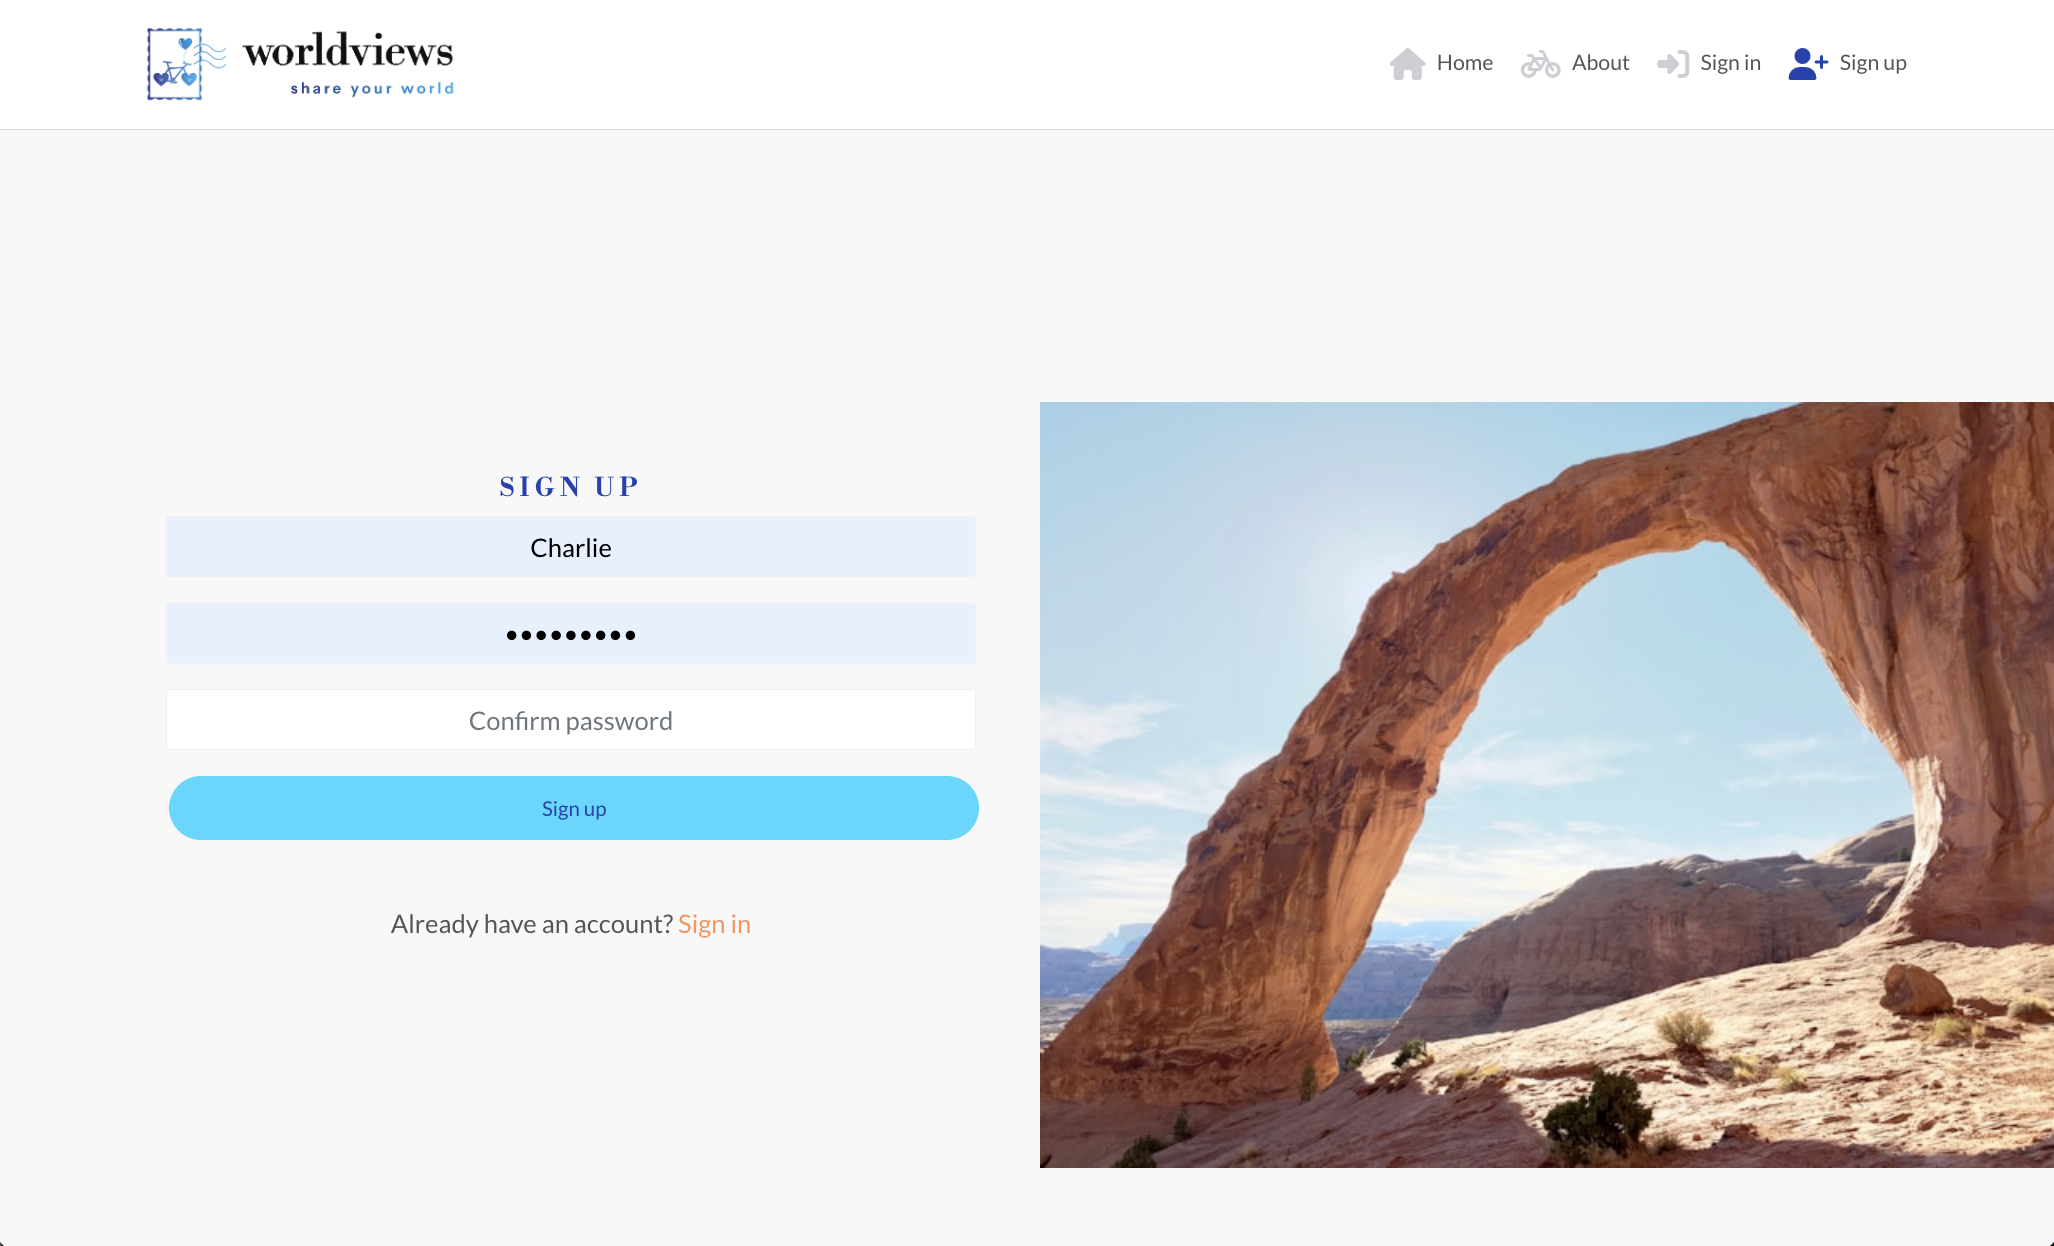 worldviews
share your world
Home
About
Sign in
Sign up
SIGN UP
Charlie
•••••••••
Confirm password
Sign up
Already have an account? Sign in